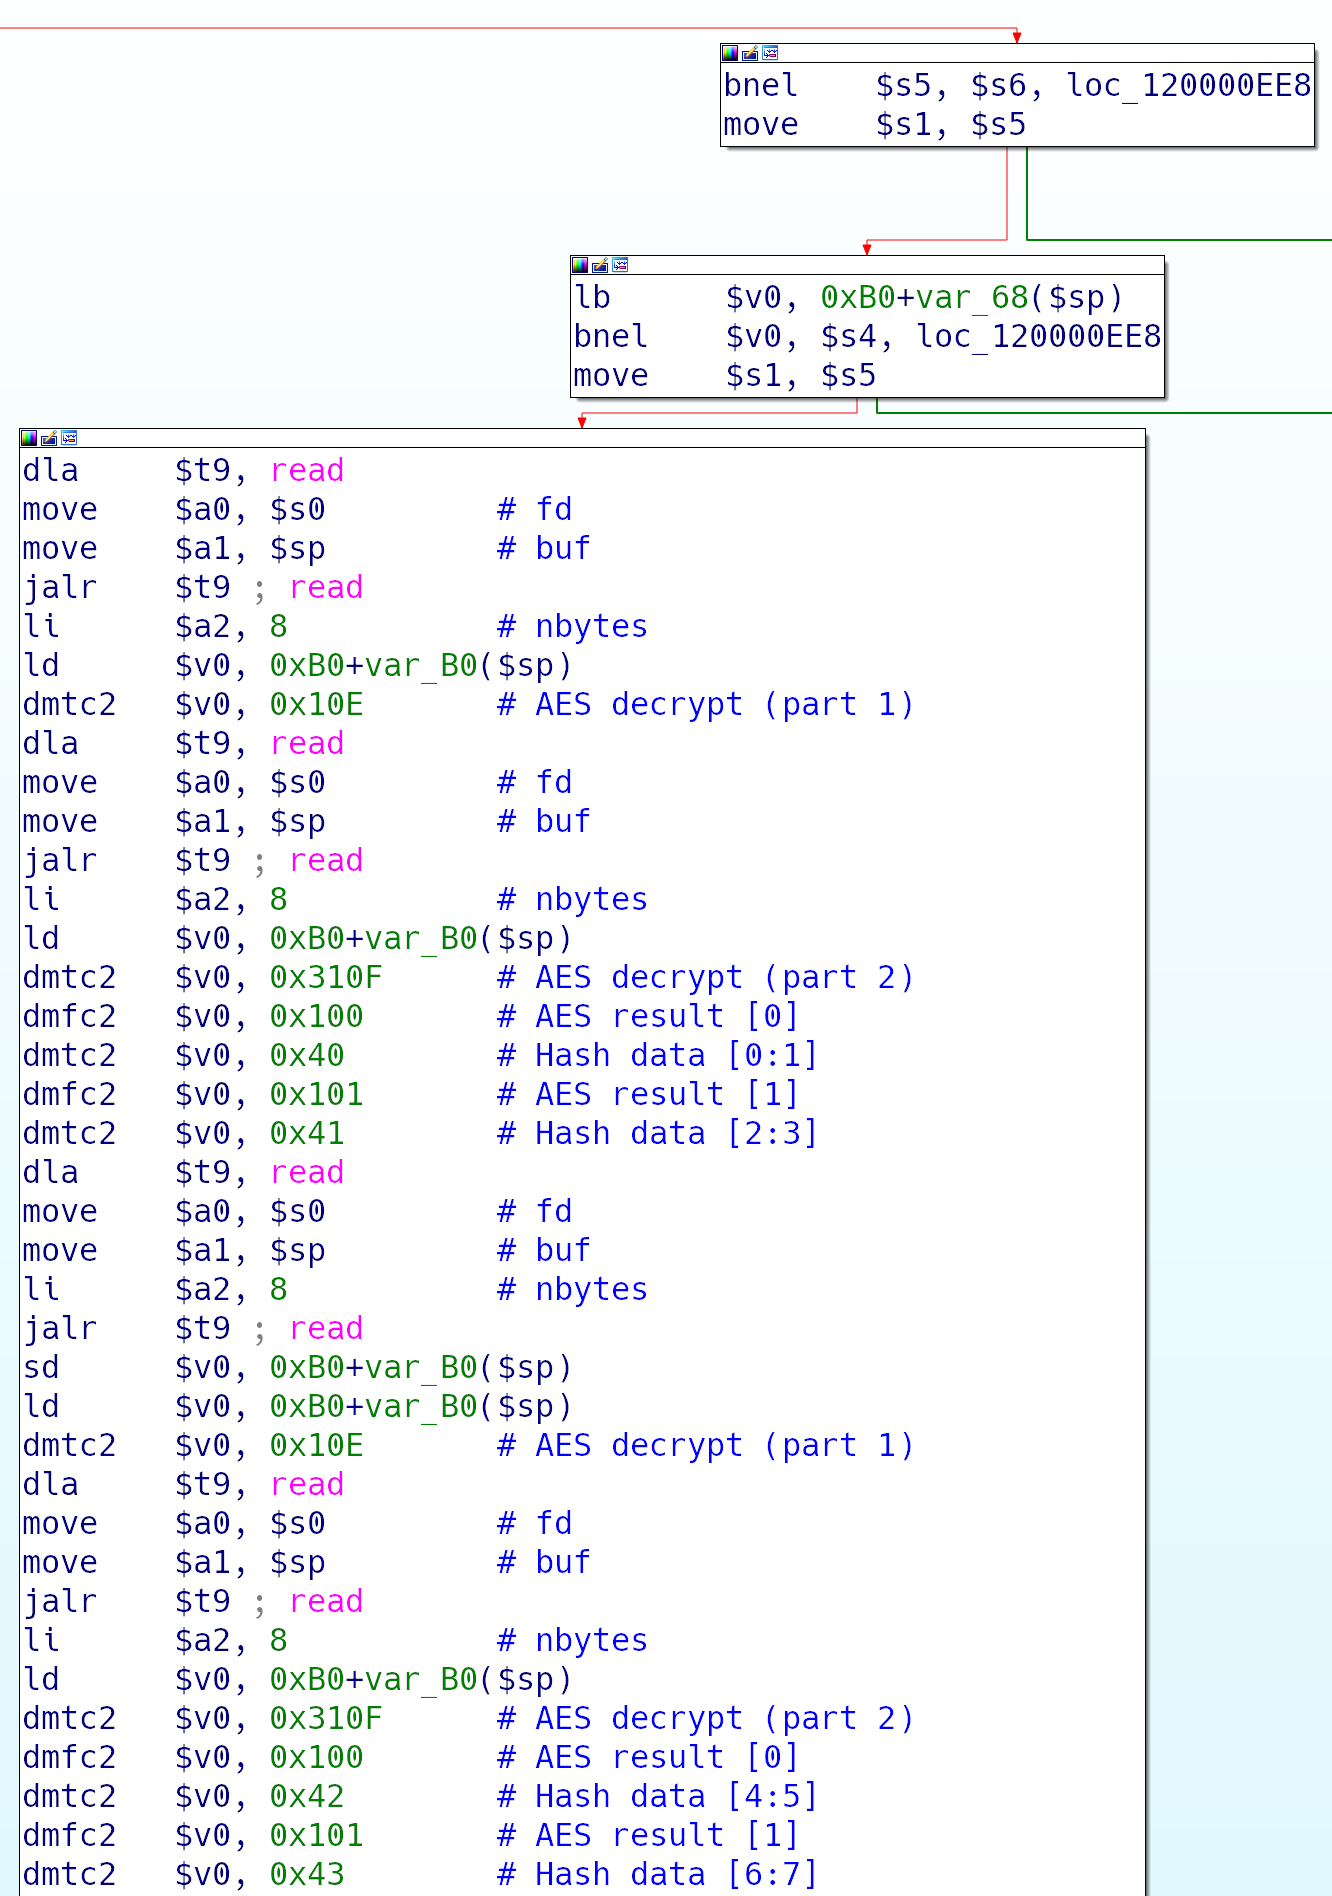 bnel $s5, $s6, loc_120000EE8
move $s1, $s5
lb $v0, 0xB0+var_68($sp)
bnel $v0, $s4, loc_120000EE8
move $s1, $s5
dla $t9, read
move $a0, $s0 # fd
move $a1, $sp # buf
jalr $t9 ; read
li $a2, 8 # nbytes
ld $v0, 0xB0+var_B0($sp)
dmtc2 $v0, 0x10E # AES decrypt (part 1)
dla $t9, read
move $a0, $s0 # fd
move $a1, $sp # buf
jalr $t9 ; read
li $a2, 8 # nbytes
ld $v0, 0xB0+var_B0($sp)
dmtc2 $v0, 0x310F # AES decrypt (part 2)
dmfc2 $v0, 0x100 # AES result [0]
dmtc2 $v0, 0x40 # Hash data [0:1]
dmfc2 $v0, 0x101 # AES result [1]
dmtc2 $v0, 0x41 # Hash data [2:3]
dla $t9, read
move $a0, $s0 # fd
move $a1, $sp # buf
li $a2, 8 # nbytes
jalr $t9 ; read
sd $v0, 0xB0+var_B0($sp)
ld $v0, 0xB0+var_B0($sp)
dmtc2 $v0, 0x10E # AES decrypt (part 1)
dla $t9, read
move $a0, $s0 # fd
move $a1, $sp # buf
jalr $t9 ; read
li $a2, 8 # nbytes
ld $v0, 0xB0+var_B0($sp)
dmtc2 $v0, 0x310F # AES decrypt (part 2)
dmfc2 $v0, 0x100 # AES result [0]
dmtc2 $v0, 0x42 # Hash data [4:5]
dmfc2 $v0, 0x101 # AES result [1]
dmtc2 $v0, 0x43 # Hash data [6:7]